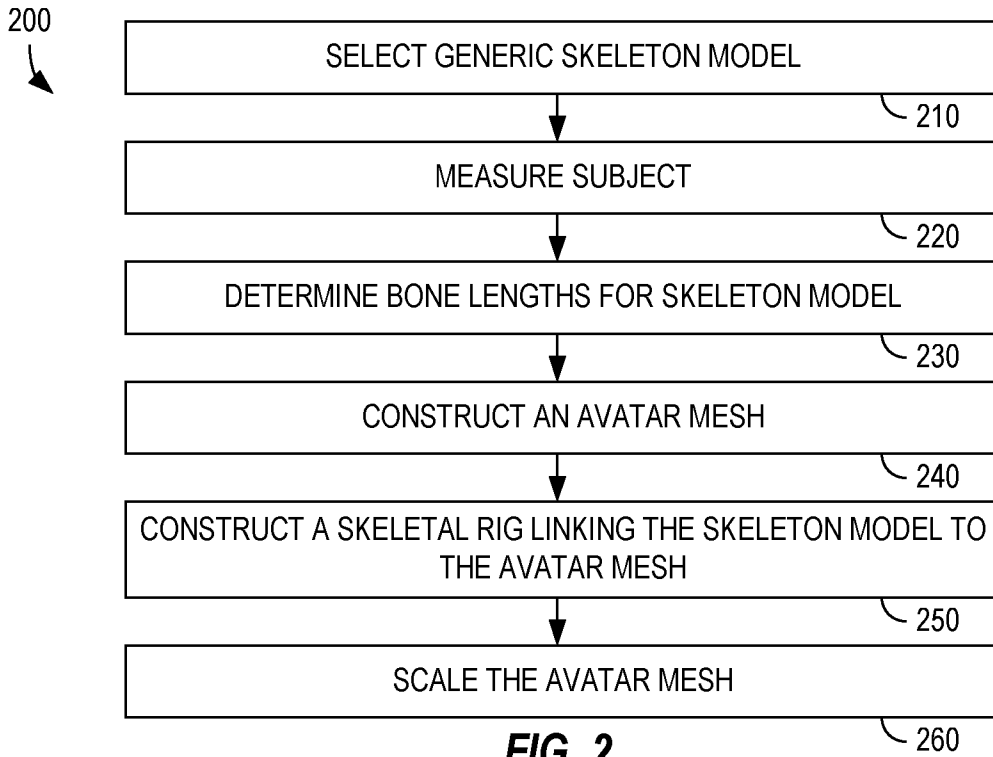 200
SELECT GENERIC SKELETON MODEL
210
MEASURE SUBJECT
220
DETERMINE BONE LENGTHS FOR SKELETON MODEL
230
CONSTRUCT AN AVATAR MESH
240
CONSTRUCT A SKELETAL RIG LINKING THE SKELETON MODEL TO
THE AVATAR MESH
250
SCALE THE AVATAR MESH
260
FIG. 2